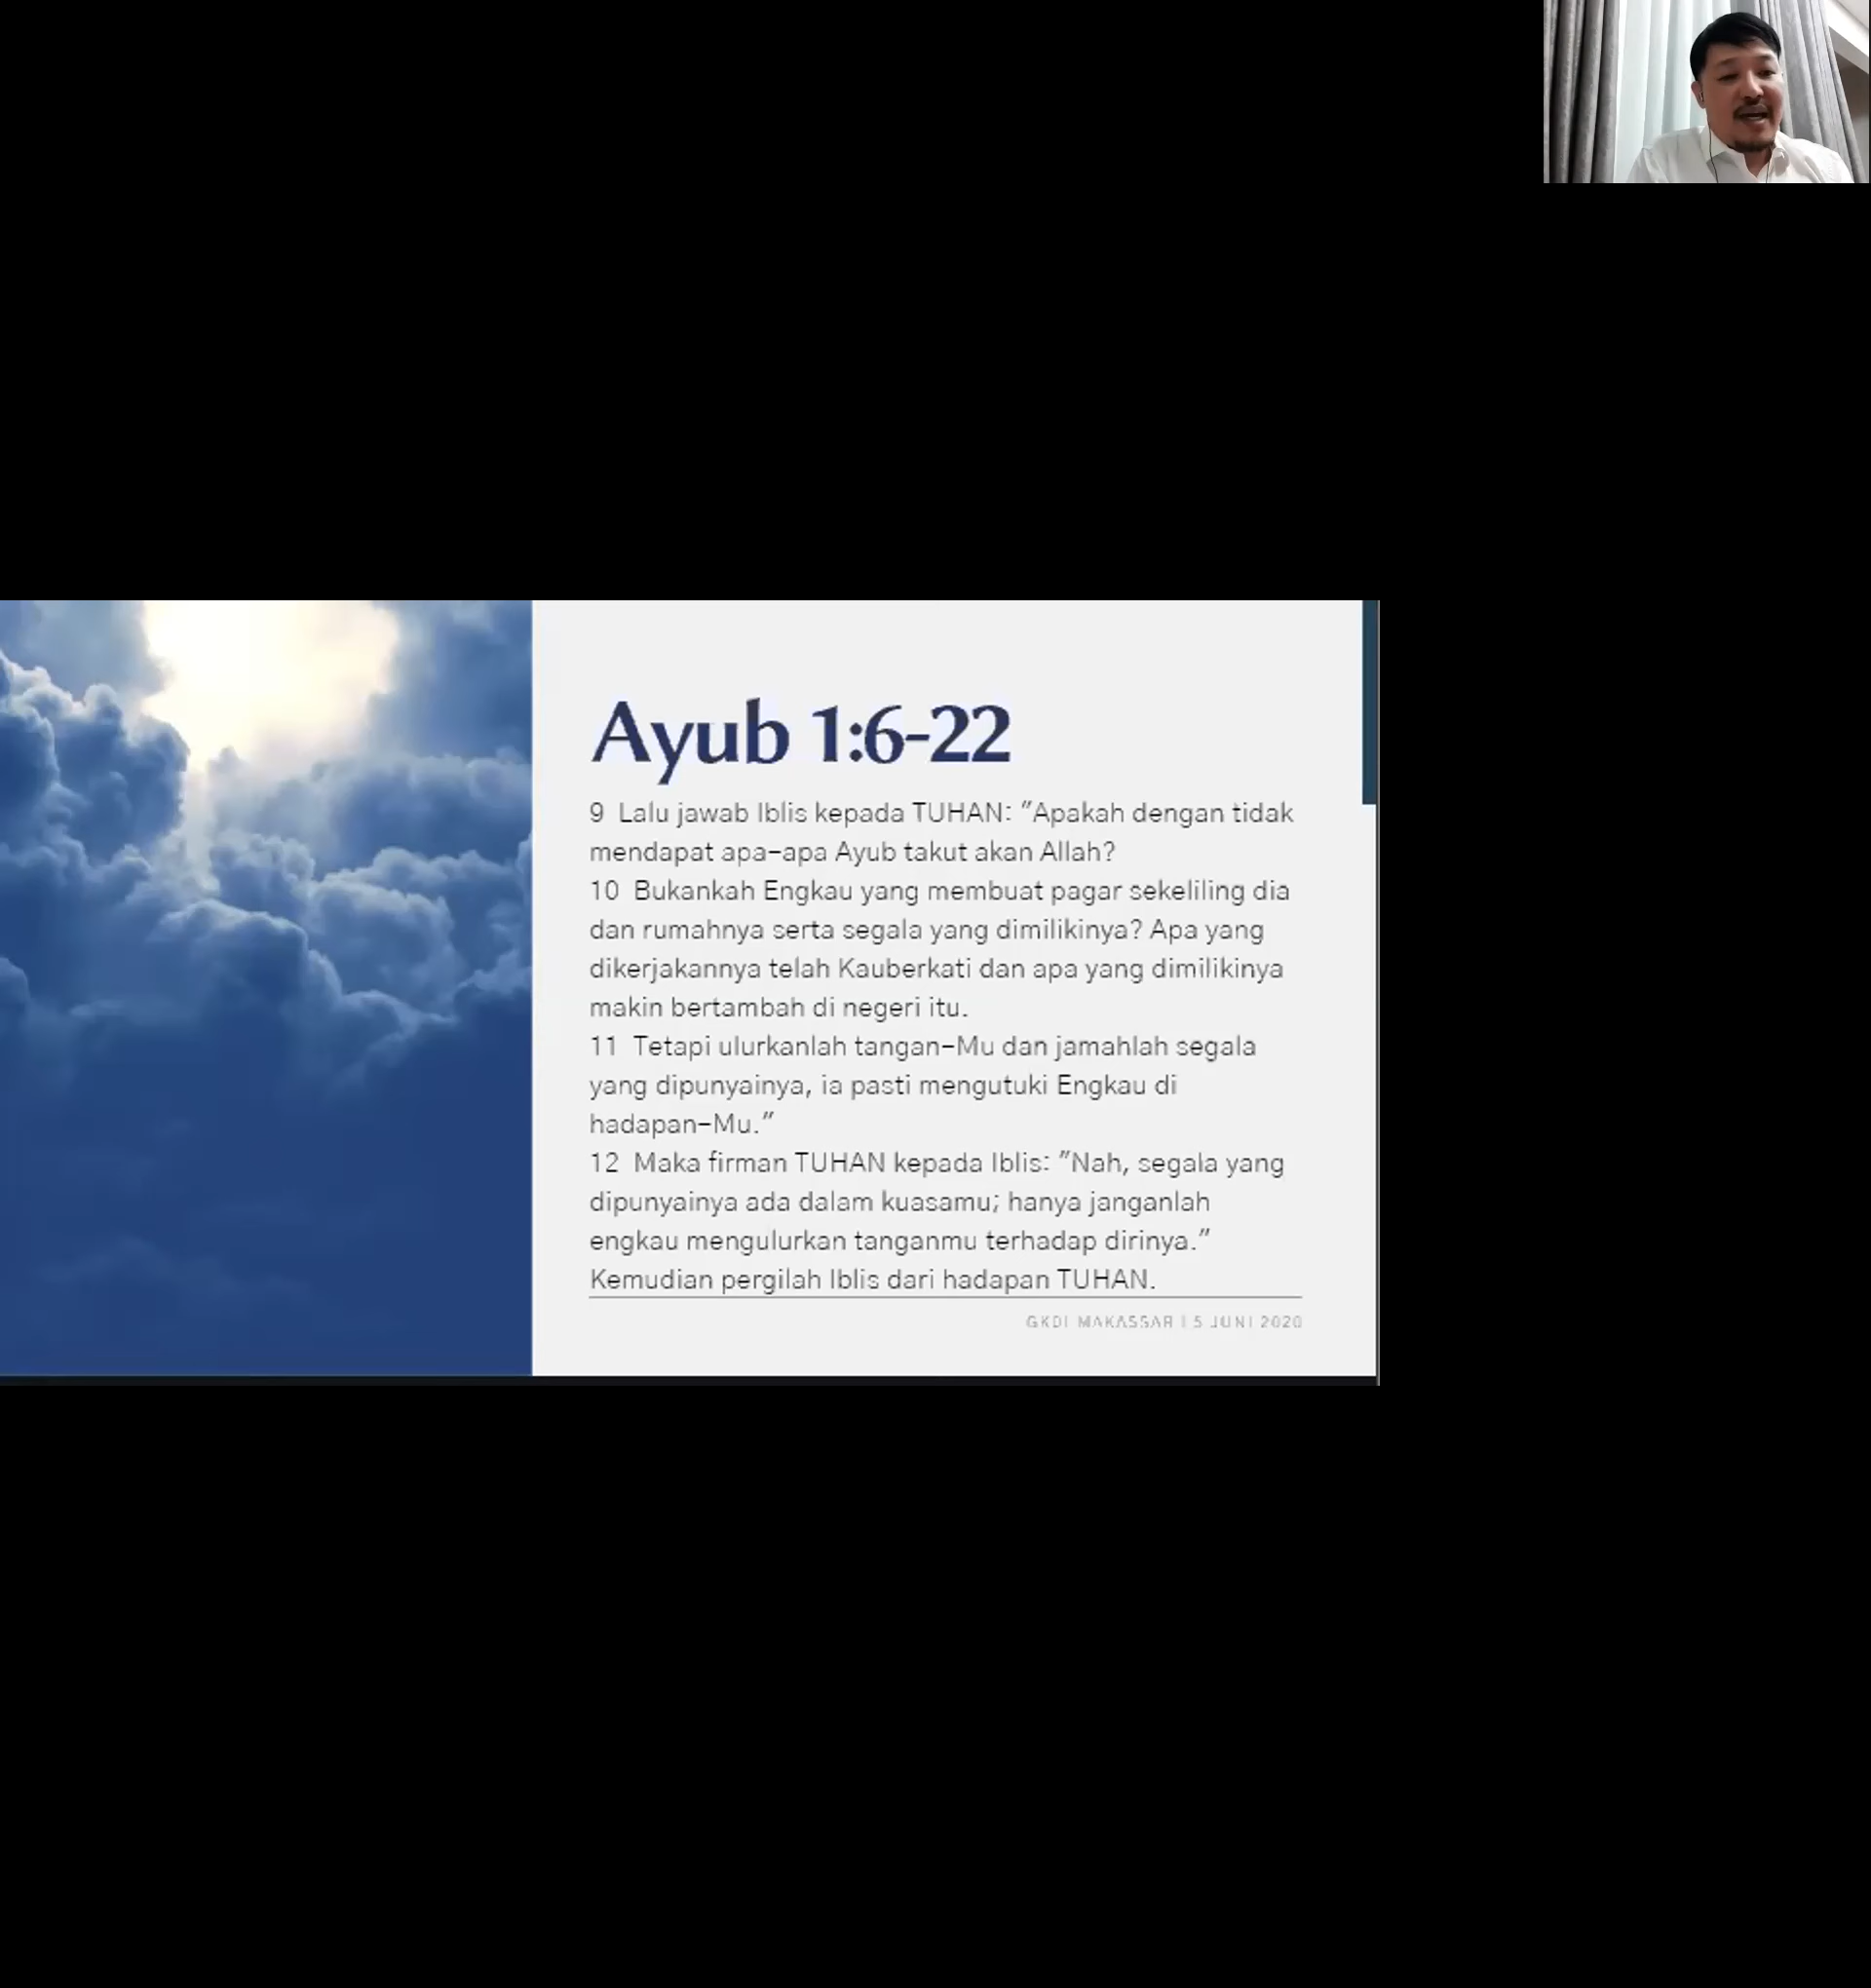 Ayub 1:6-22
9 Lalu jawab Iblis kepada TUHAN: "Apakah dengan tidak
mendapat apa-apa Ayub takut akan Allah?
10 Bukankah Engkau yang membuat pagar sekeliling dia
dan rumahnya serta segala yang dimilikinya? Apa yang
dikerjakannya telah Kauberkati dan apa yang dimilikinya
makin bertambah di negeri itu.
11 Tetapi ulurkanlah tangan-Mu dan jamahlah segala
yang dipunyainya, ia pasti mengutuki Engkau di
hadapan-Mu."
12 Maka firman TUHAN kepada Iblis: "Nah, segala yang
dipunyainya ada dalam kuasamu; hanya janganlah
engkau mengulurkan tanganmu terhadap dirinya."
Kemudian pergilah Iblis dari hadapan TUHAN.
GKDI MAKASSAR | 5 JUNI 2020